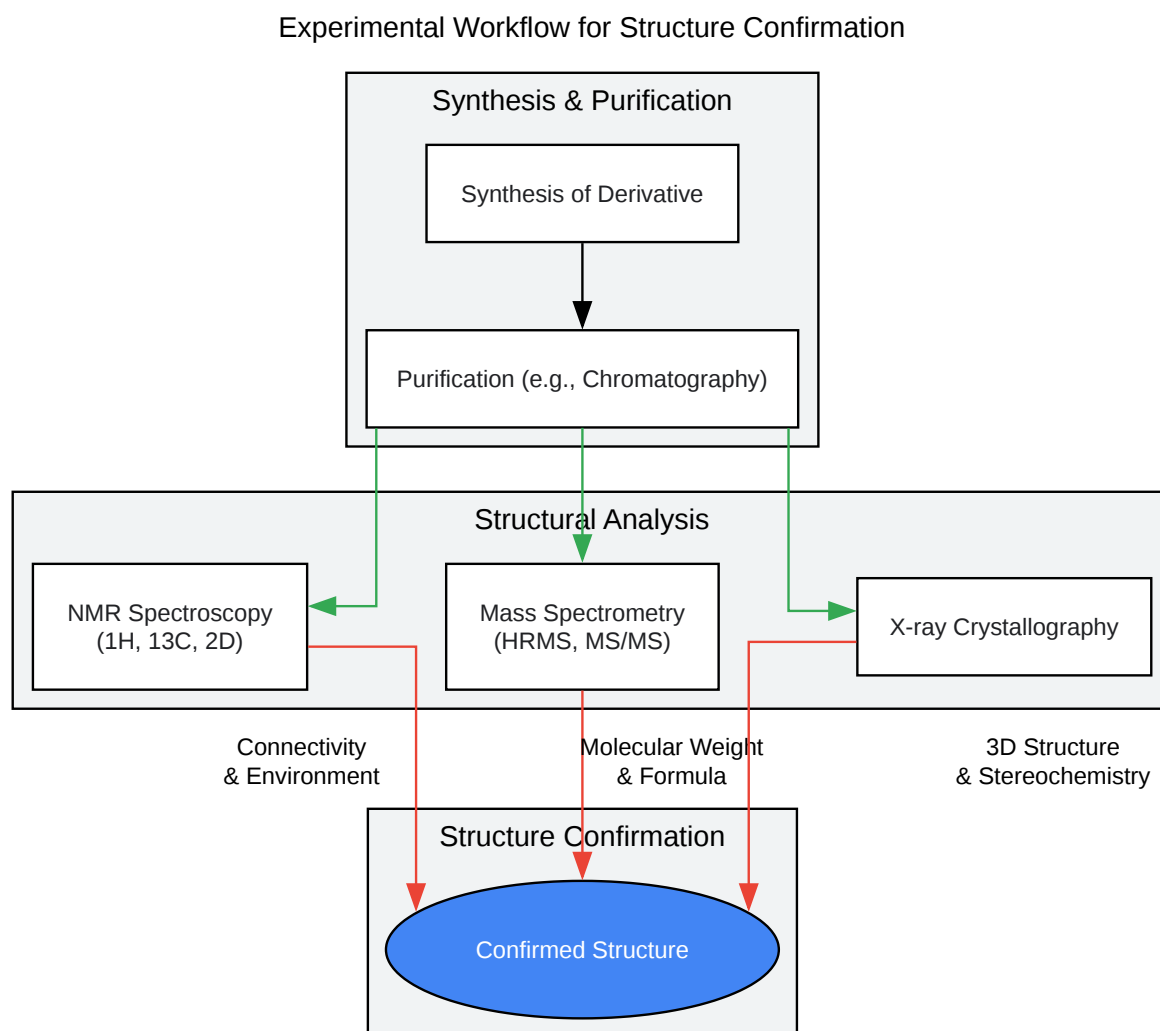 Experimental Workflow for Structure Confirmation
Synthesis & Purification
Synthesis of Derivative
Purification (e.g., Chromatography)
Structural Analysis
NMR Spectroscopy
(1H, 13C, 2D)
Mass Spectrometry
(HRMS, MS/MS)
X-ray Crystallography
Connectivity
& Environment
Molecular Weight
& Formula
3D Structure
& Stereochemistry
Structure Confirmation
Confirmed Structure